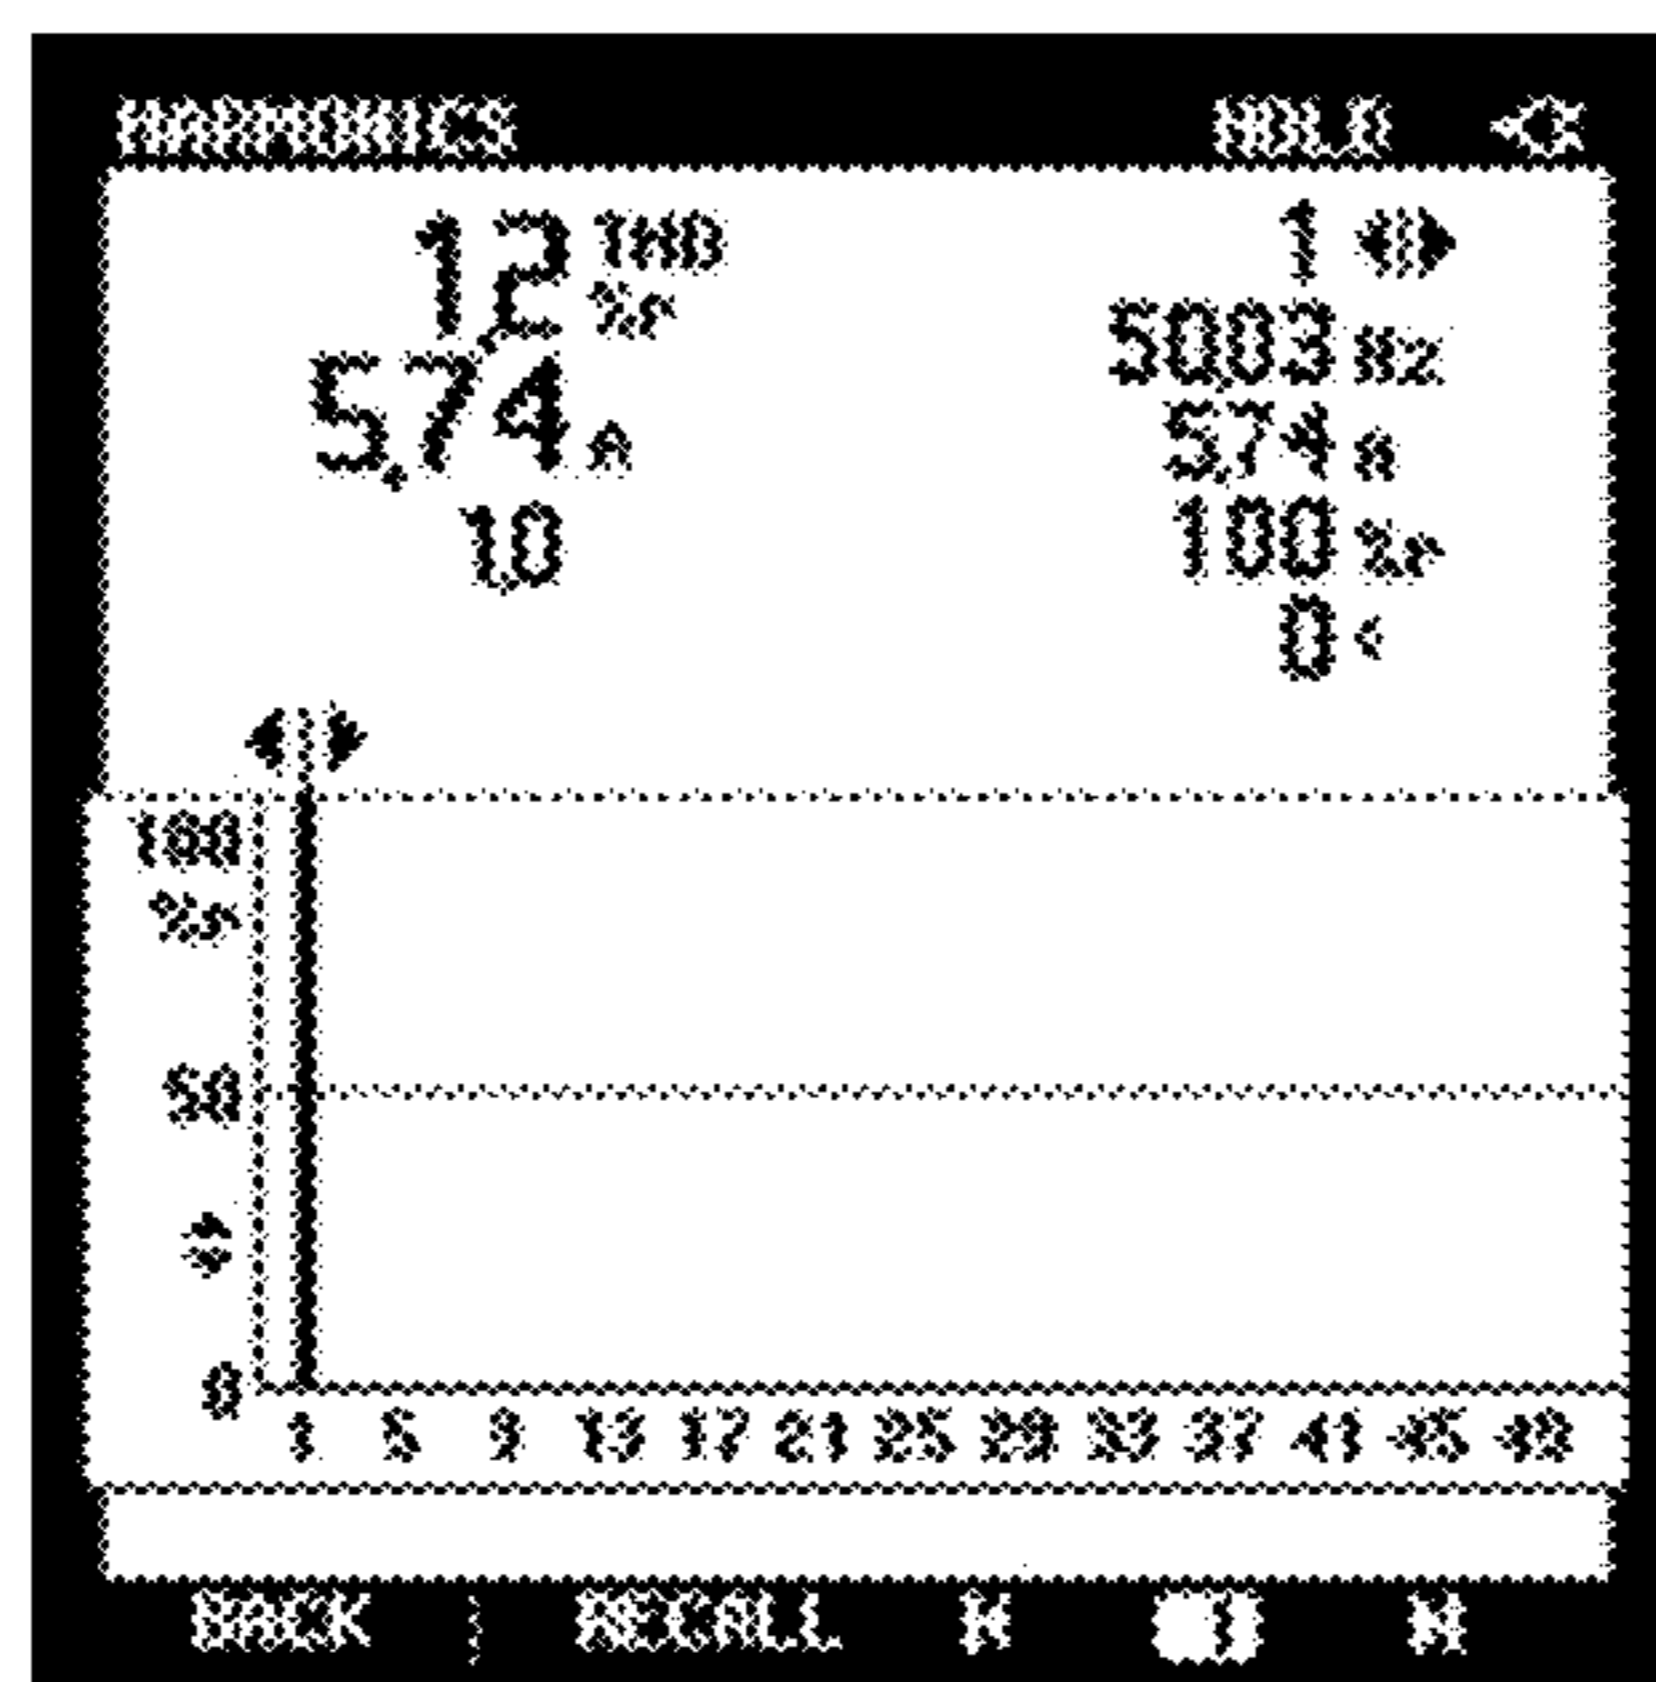 HARMONICS HOLD
1,2 THD %r
5,74 A
1,0
1
50,03 Hz
5,74 A
100 %r
0 <
100
%r
50
0
1 5 9 13 17 21 25 29 33 37 41 45 49
BACK RECALL